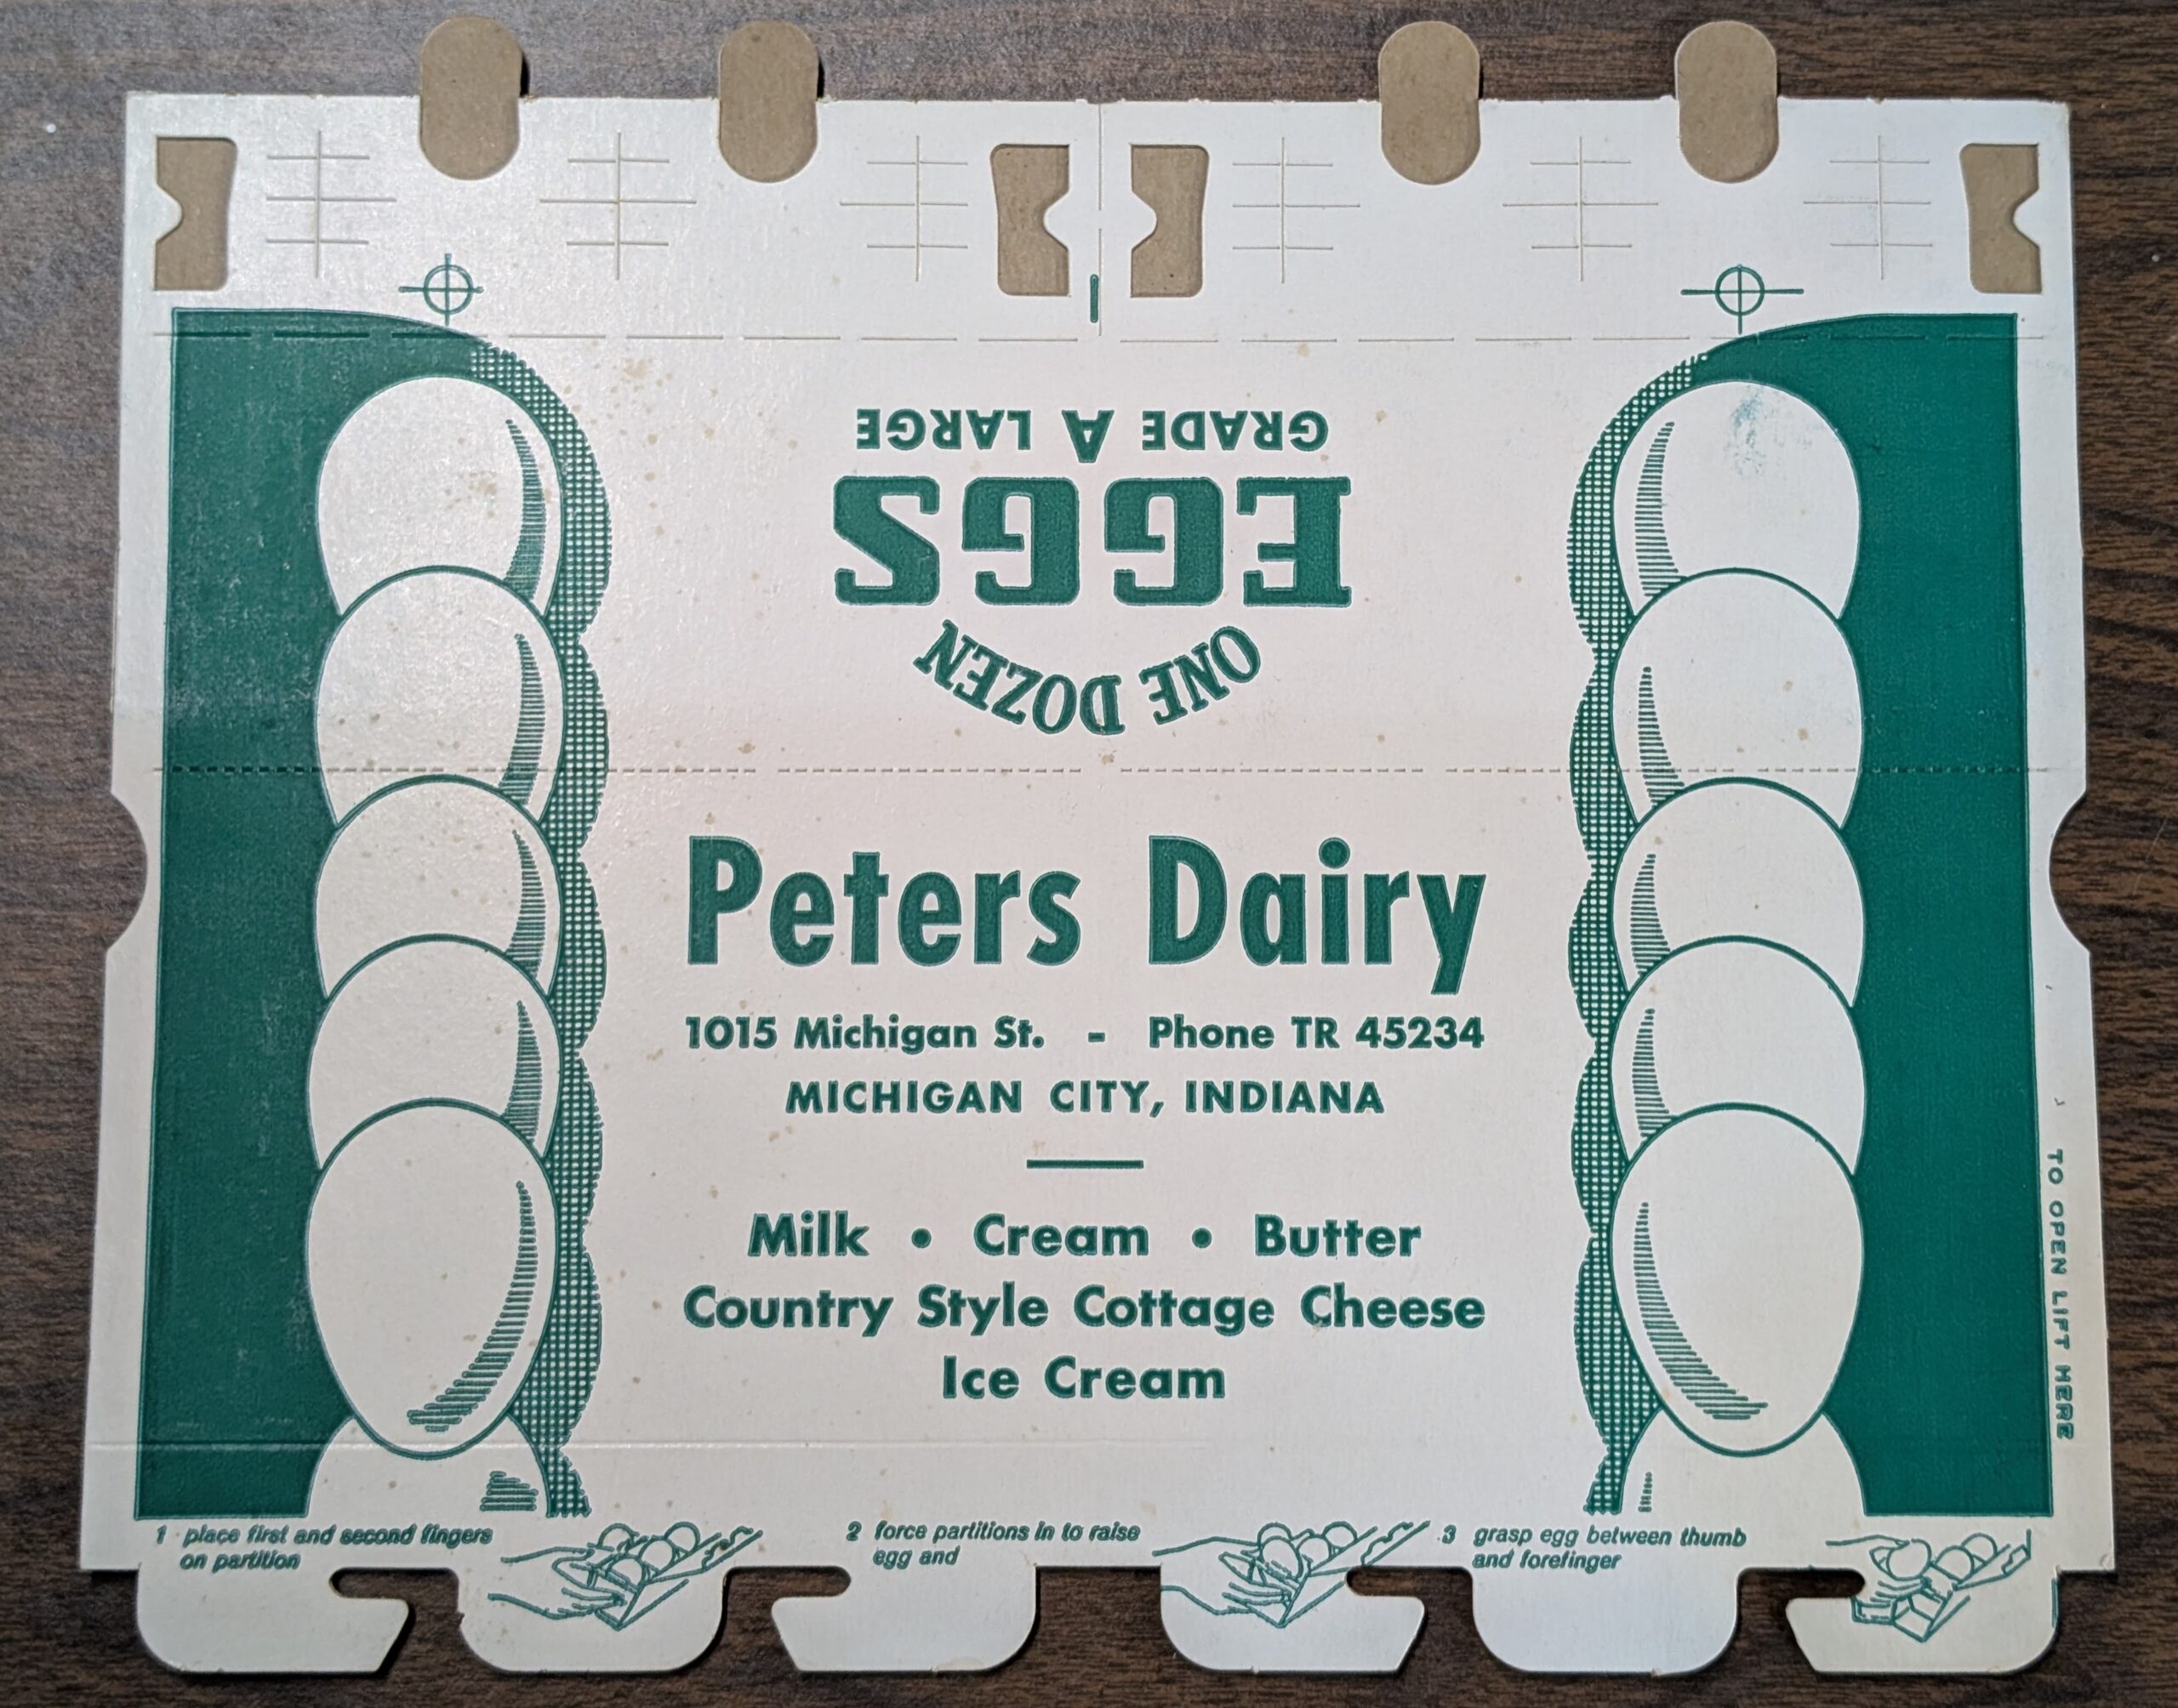 GRADE A LARGE
EGGS
ONE DOZEN
Peters Dairy
1015 Michigan St. - Phone TR 45234
MICHIGAN CITY, INDIANA
Milk • Cream • Butter
Country Style Cottage Cheese
Ice Cream
TO OPEN LIFT HERE
1 place first and second fingers
on partition
2 force partitions in to raise
egg and
3 grasp egg between thumb
and forefinger